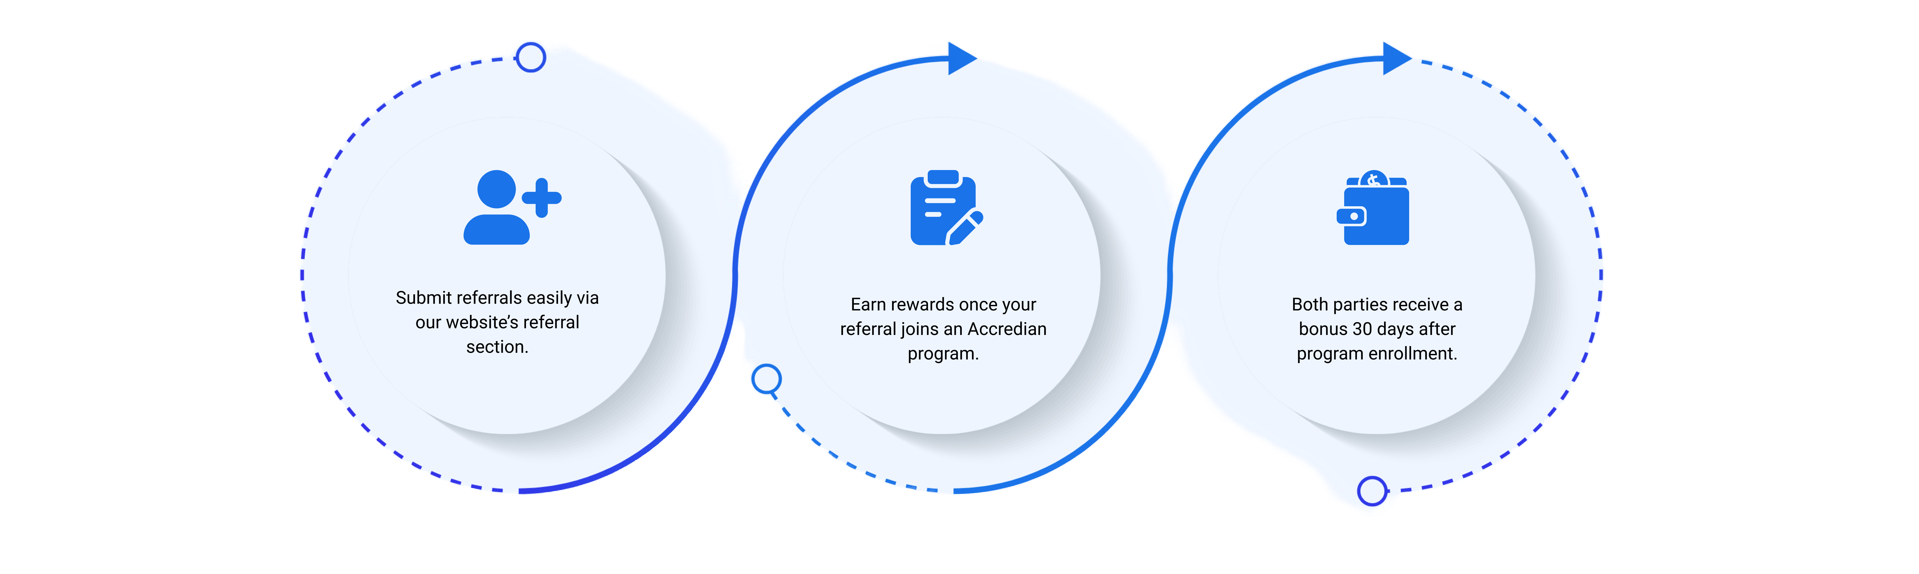 Submit referrals easily via
our website’s referral
section.
Earn rewards once your
referral joins an Accredian
program.
Both parties receive a
bonus 30 days after
program enrollment.